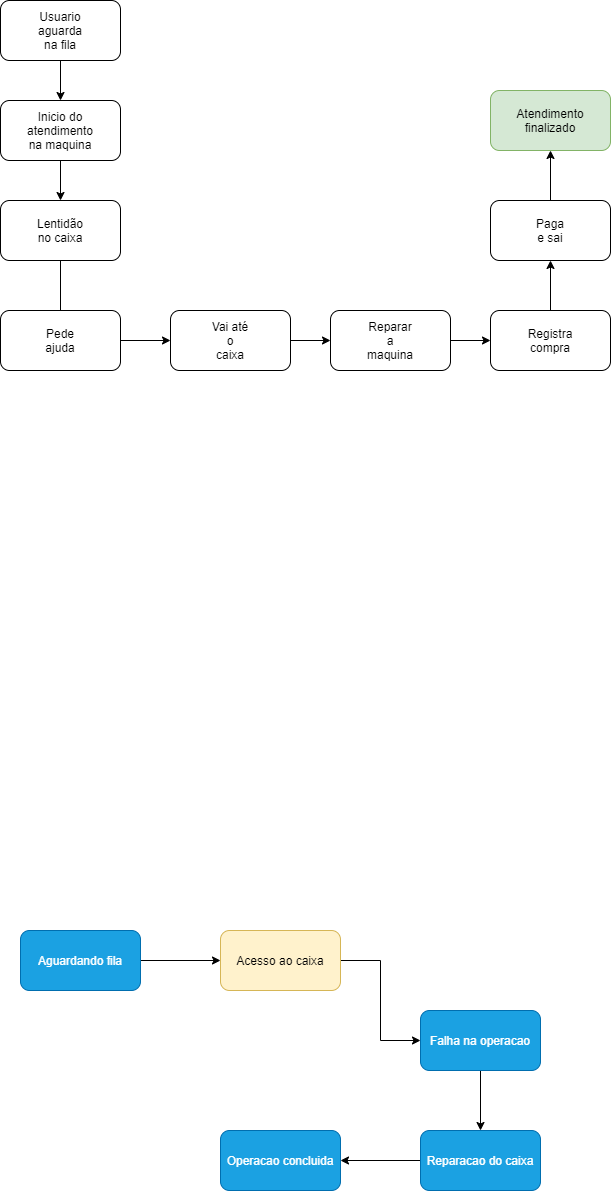 Usuario
aguarda
na fila
Inicio do
atendimento
na maquina
Lentidão
no caixa
Pede
ajuda
Vai até
o
caixa
Reparar
a
maquina
Registra
compra
Paga
e sai
Atendimento
finalizado
Aguardando fila
Acesso ao caixa
Falha na operacao
Reparacao do caixa
Operacao concluida